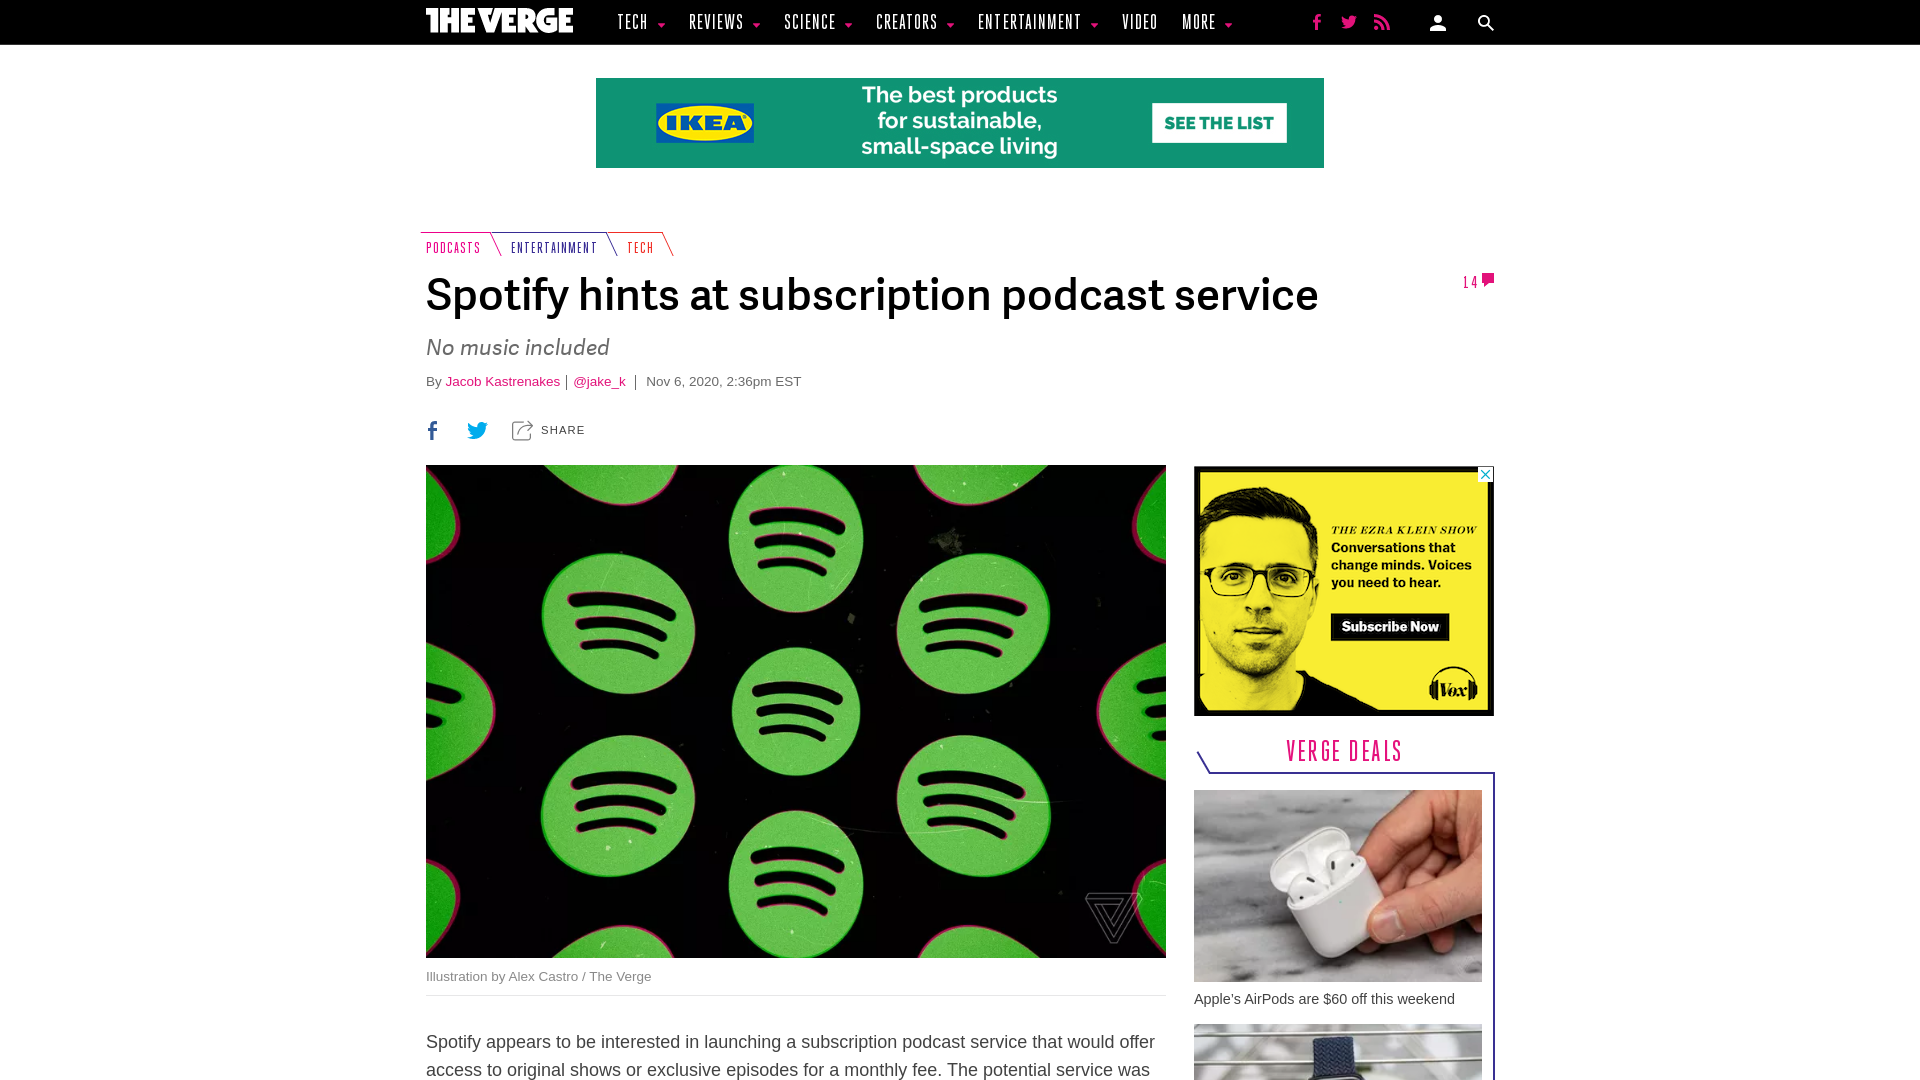 THE VERGE
TECH
REVIEWS
SCIENCE
CREATORS
ENTERTAINMENT
VIDEO
MORE
IKEA
The best products
for sustainable,
small-space living
SEE THE LIST
PODCASTS
ENTERTAINMENT
TECH
Spotify hints at subscription podcast service
14
No music included
By Jacob Kastrenakes | @jake_k | Nov 6, 2020, 2:36pm EST
SHARE
THE EZRA KLEIN SHOW
Conversations that
change minds. Voices
you need to hear.
Subscribe Now
Vox
VERGE DEALS
Illustration by Alex Castro / The Verge
Apple’s AirPods are $60 off this weekend
Spotify appears to be interested in launching a subscription podcast service that would offer
access to original shows or exclusive episodes for a monthly fee. The potential service was